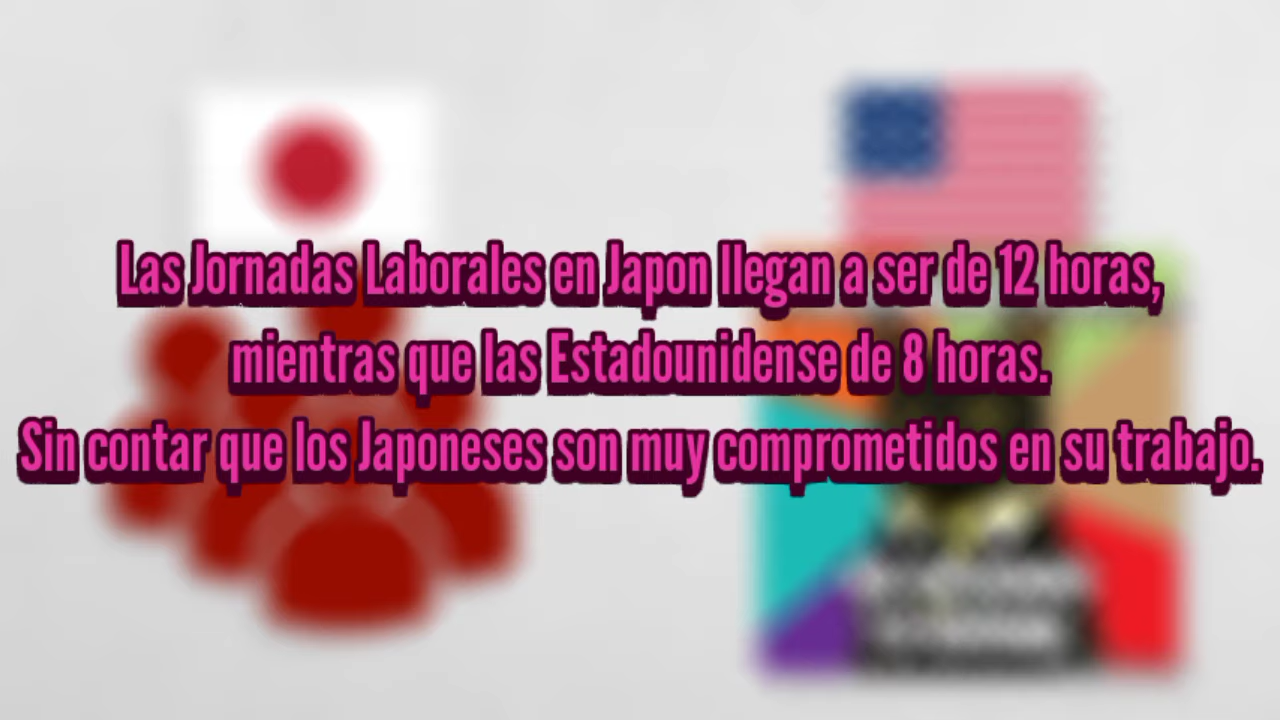 Las Jornadas Laborales en Japon llegan a ser de 12 horas,
mientras que las Estadounidense de 8 horas.
Sin contar que los Japoneses son muy comprometidos en su trabajo.